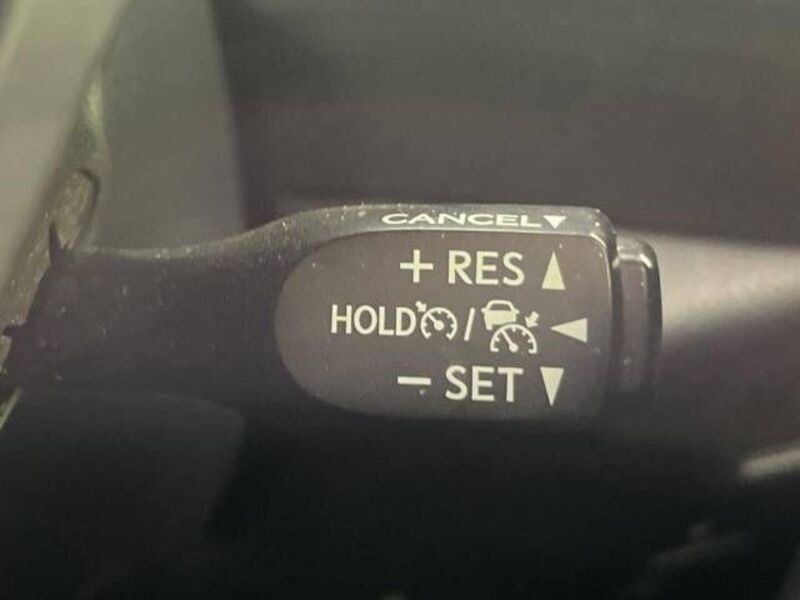 CANCEL▼
+ RES ▲
HOLD / ◀
− SET ▼